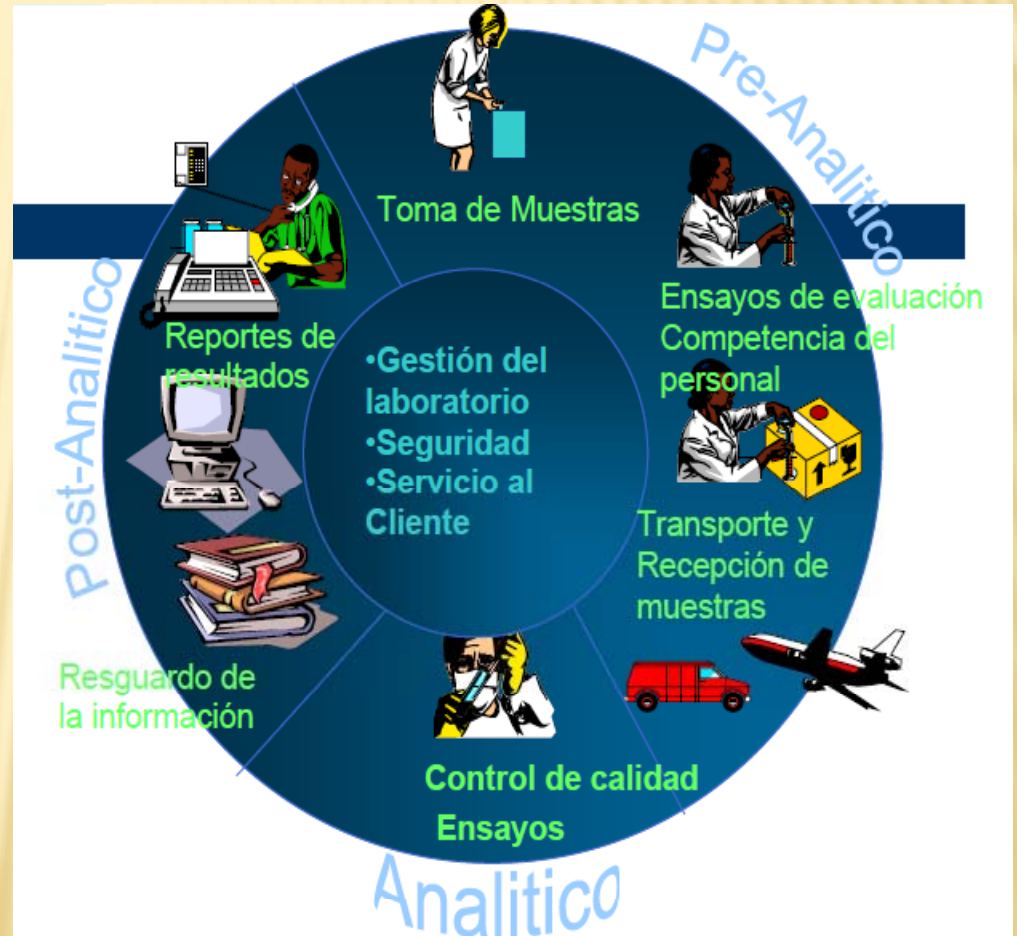 Pre-Analitico
Toma de Muestras
Ensayos de evaluación
Competencia del
personal
Transporte y
Recepción de
muestras
Control de calidad
Ensayos
Analitico
Post-Analitico
Reportes de
resultados
Resguardo de
la información
•Gestión del
laboratorio
•Seguridad
•Servicio al
Cliente